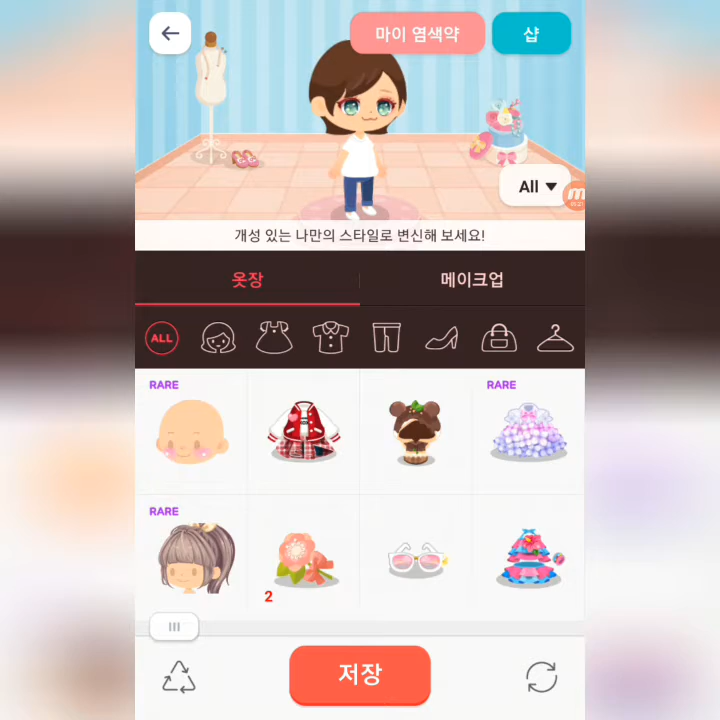 마이 염색약
샵
All
개성 있는 나만의 스타일로 변신해 보세요!
옷장
메이크업
ALL
RARE
RARE
RARE
2
저장